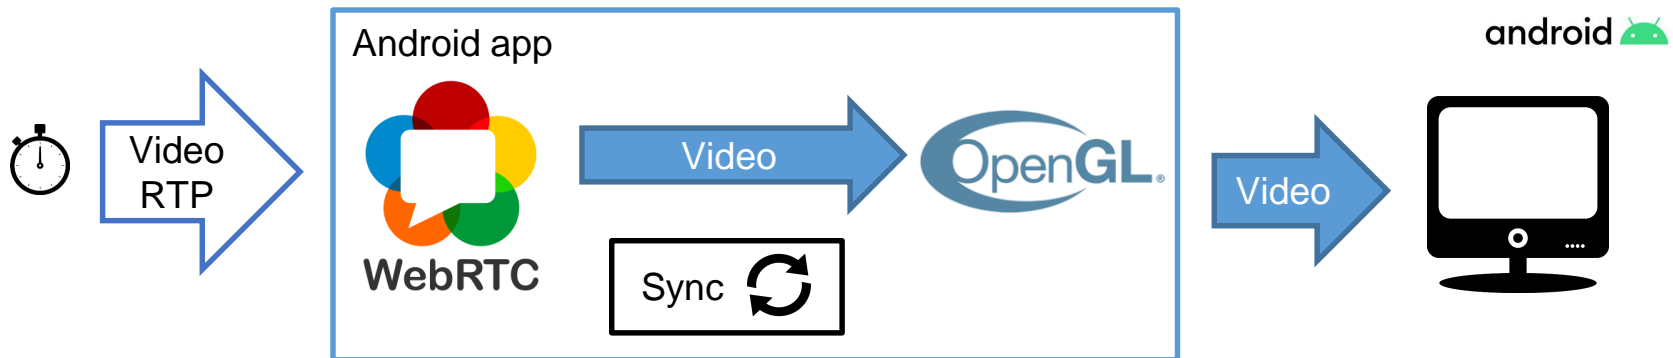 Android app
android
Video
RTP
WebRTC
Video
OpenGL®
Video
Sync